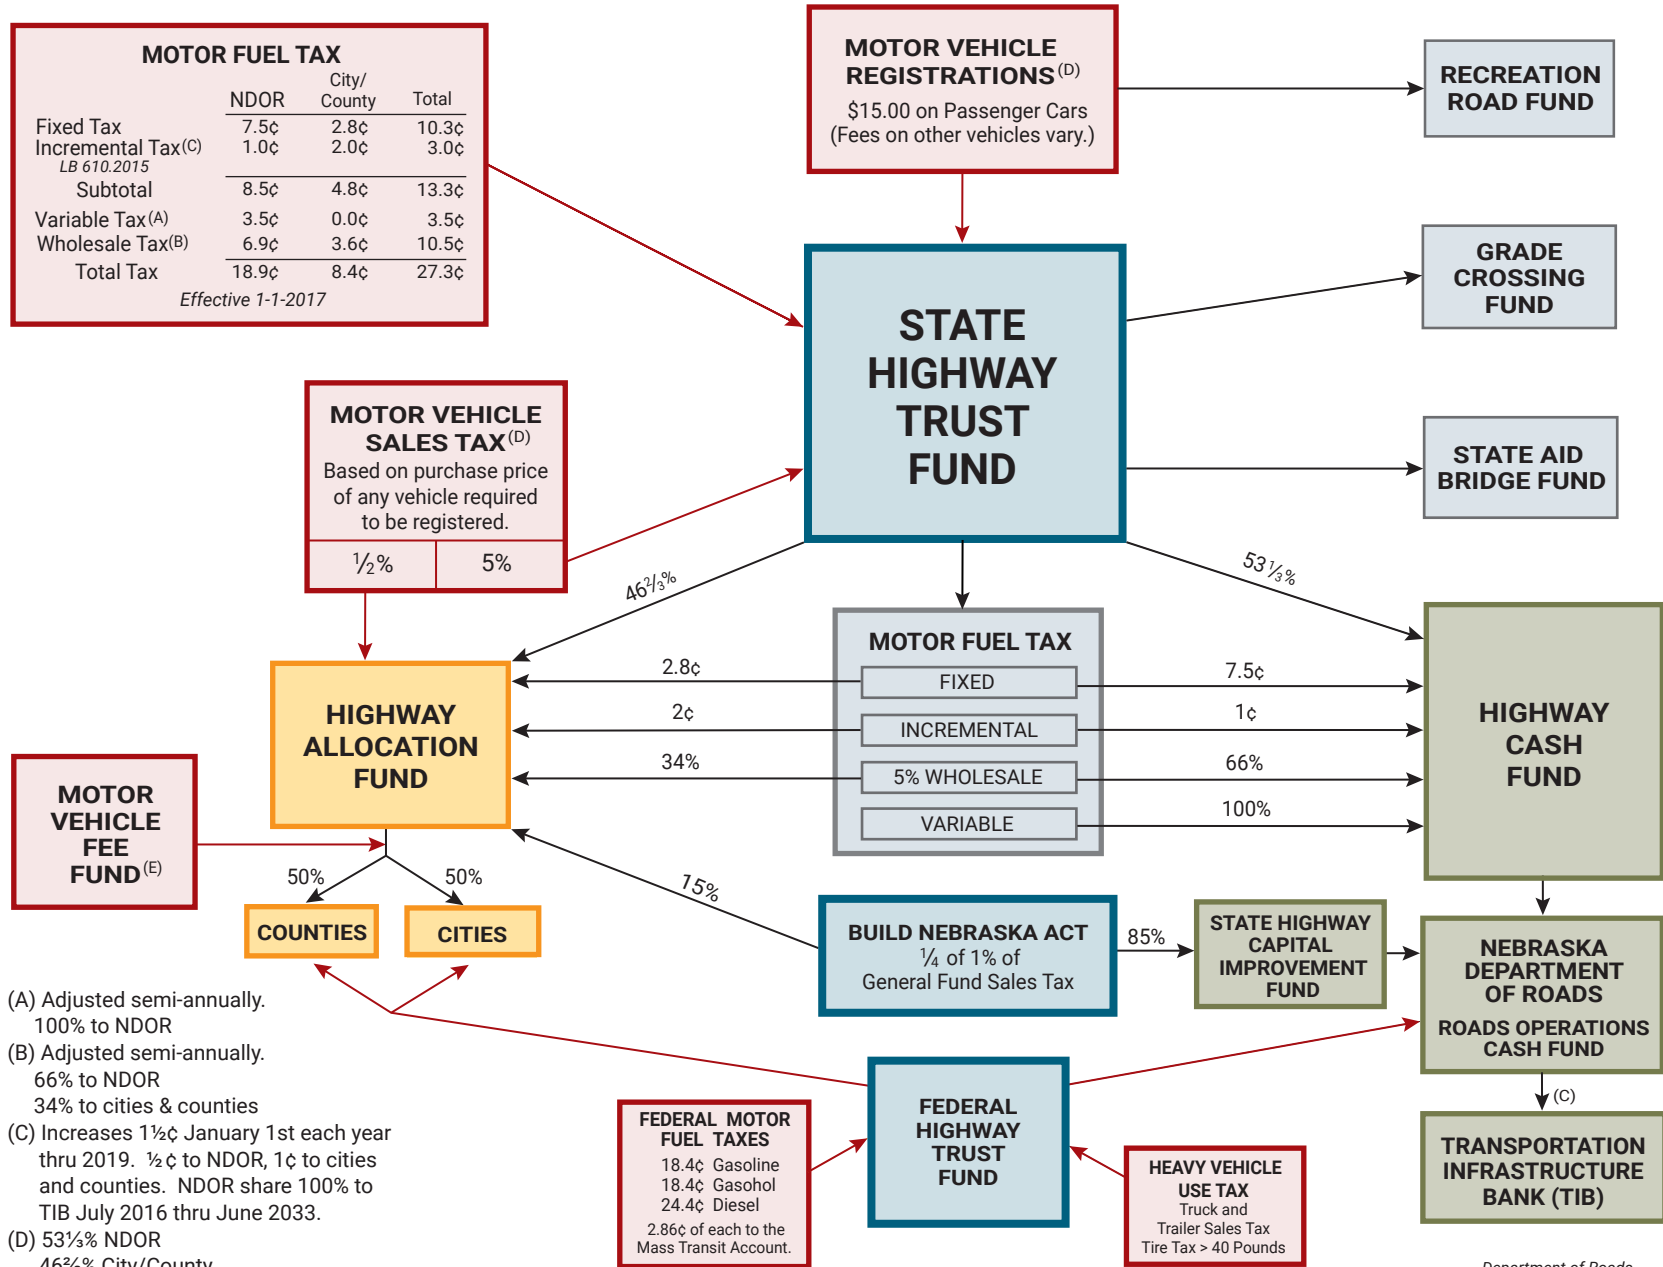 MOTOR FUEL TAX
NDOR City/County Total
Fixed Tax 7.5¢ 2.8¢ 10.3¢
Incremental Tax(C) 1.0¢ 2.0¢ 3.0¢
LB 610.2015
Subtotal 8.5¢ 4.8¢ 13.3¢
Variable Tax(A) 3.5¢ 0.0¢ 3.5¢
Wholesale Tax(B) 6.9¢ 3.6¢ 10.5¢
Total Tax 18.9¢ 8.4¢ 27.3¢
Effective 1-1-2017
MOTOR VEHICLE
REGISTRATIONS(D)
$15.00 on Passenger Cars
(Fees on other vehicles vary.)
RECREATION
ROAD FUND
GRADE
CROSSING
FUND
STATE AID
BRIDGE FUND
STATE
HIGHWAY
TRUST
FUND
MOTOR VEHICLE
SALES TAX(D)
Based on purchase price
of any vehicle required
to be registered.
½% 5%
46⅔%
53⅓%
MOTOR FUEL TAX
2.8¢ FIXED 7.5¢
2¢ INCREMENTAL 1¢
34% 5% WHOLESALE 66%
VARIABLE 100%
HIGHWAY
ALLOCATION
FUND
HIGHWAY
CASH
FUND
MOTOR
VEHICLE
FEE
FUND(E)
50% 50%
COUNTIES CITIES
15%
BUILD NEBRASKA ACT
¼ of 1% of
General Fund Sales Tax
85%
STATE HIGHWAY
CAPITAL
IMPROVEMENT
FUND
NEBRASKA
DEPARTMENT
OF ROADS
ROADS OPERATIONS
CASH FUND
(C)
TRANSPORTATION
INFRASTRUCTURE
BANK (TIB)
FEDERAL HIGHWAY
TRUST
FUND
FEDERAL MOTOR
FUEL TAXES
18.4¢ Gasoline
18.4¢ Gasohol
24.4¢ Diesel
2.86¢ of each to the
Mass Transit Account.
HEAVY VEHICLE
USE TAX
Truck and
Trailer Sales Tax
Tire Tax > 40 Pounds
(A) Adjusted semi-annually.
100% to NDOR
(B) Adjusted semi-annually.
66% to NDOR
34% to cities & counties
(C) Increases 1½¢ January 1st each year
thru 2019. ½¢ to NDOR, 1¢ to cities
and counties. NDOR share 100% to
TIB July 2016 thru June 2033.
(D) 53⅓% NDOR
46⅔% City/County
Department of Roads